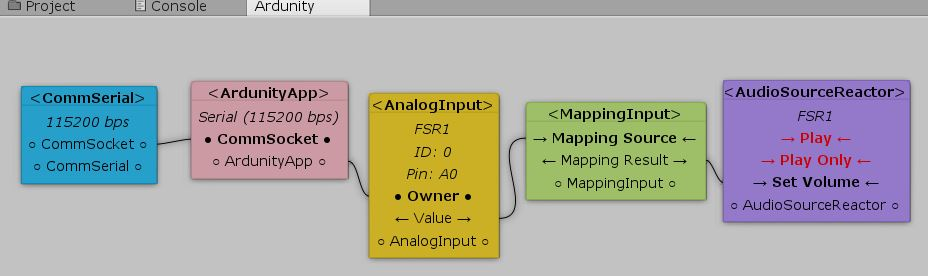 Project Console Ardunity
<CommSerial>
115200 bps
○ CommSocket ○
○ CommSerial ○
<ArdunityApp>
Serial (115200 bps)
● CommSocket ●
○ ArdunityApp ○
<AnalogInput>
FSR1
ID: 0
Pin: A0
● Owner ●
← Value →
○ AnalogInput ○
<MappingInput>
→ Mapping Source ←
← Mapping Result →
○ MappingInput ○
<AudioSourceReactor>
FSR1
→ Play ←
→ Play Only ←
→ Set Volume ←
○ AudioSourceReactor ○